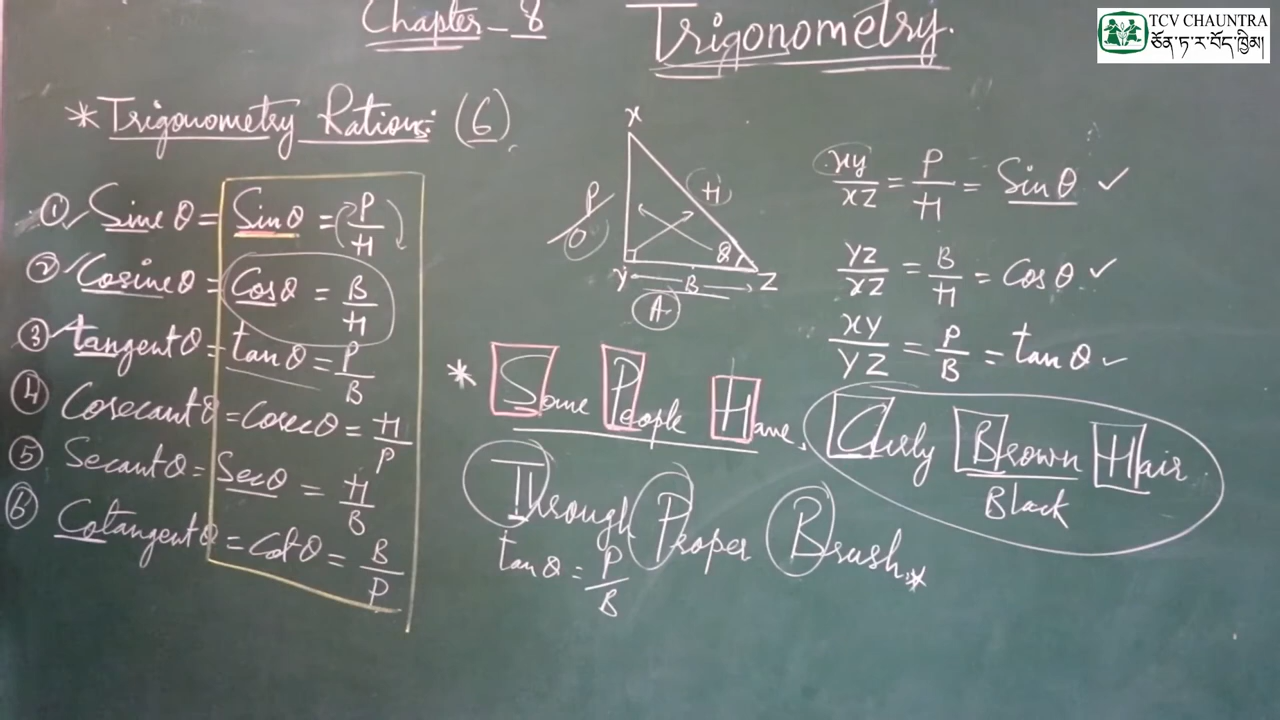 Chapter - 8 Trigonometry.
TCV CHAUNTRA
ཅོན་ཏ་ར་བོད་ཁྱིམ།
* Trigonometry Rations: (6)
① Sine θ = Sin θ = P/H
② Cosine θ = Cos θ = B/H
③ tangent θ = tan θ = P/B
④ Cosecant θ = Cosec θ = H/P
⑤ Secant θ = Sec θ = H/B
⑥ Cotangent θ = Cot θ = B/P
X
P/O
H
Y B θ Z
A
XY/XZ = P/H = Sin θ ✓
YZ/XZ = B/H = Cos θ ✓
XY/YZ = P/B = tan θ ✓
* Some People Have, Curly Brown Hair
Black
Through Proper Brush.*
tan θ = P/B